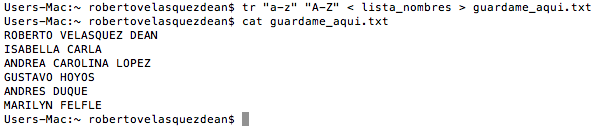 Users-Mac:~ robertovelasquezdean$ tr "a-z" "A-Z" < lista_nombres > guardame_aqui.txt
Users-Mac:~ robertovelasquezdean$ cat guardame_aqui.txt
ROBERTO VELASQUEZ DEAN
ISABELLA CARLA
ANDREA CAROLINA LOPEZ
GUSTAVO HOYOS
ANDRES DUQUE
MARILYN FELFLE
Users-Mac:~ robertovelasquezdean$